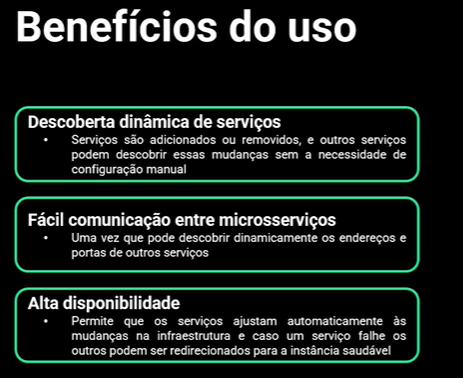 Benefícios do uso
Descoberta dinâmica de serviços
• Serviços são adicionados ou removidos, e outros serviços
podem descobrir essas mudanças sem a necessidade de
configuração manual
Fácil comunicação entre microsserviços
• Uma vez que pode descobrir dinamicamente os endereços e
portas de outros serviços
Alta disponibilidade
• Permite que os serviços ajustam automaticamente às
mudanças na infraestrutura e caso um serviço falhe os
outros podem ser redirecionados para a instância saudável